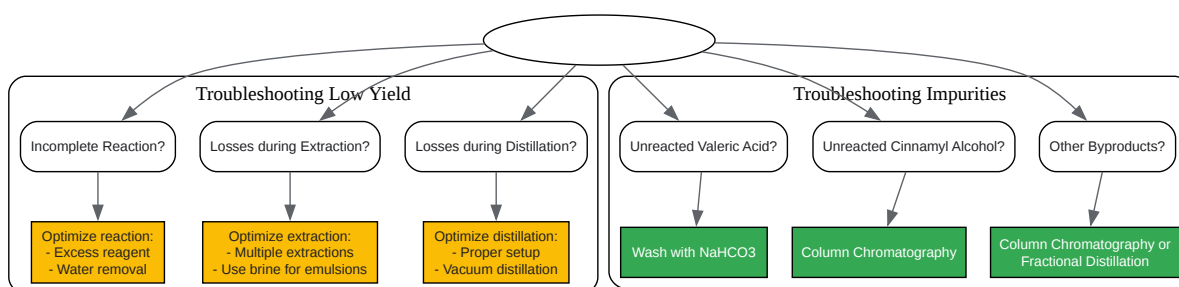 Troubleshooting Low Yield
Incomplete Reaction?
Losses during Extraction?
Losses during Distillation?
Optimize reaction:
- Excess reagent
- Water removal
Optimize extraction:
- Multiple extractions
- Use brine for emulsions
Optimize distillation:
- Proper setup
- Vacuum distillation
Troubleshooting Impurities
Unreacted Valeric Acid?
Unreacted Cinnamyl Alcohol?
Other Byproducts?
Wash with NaHCO3
Column Chromatography
Column Chromatography or
Fractional Distillation